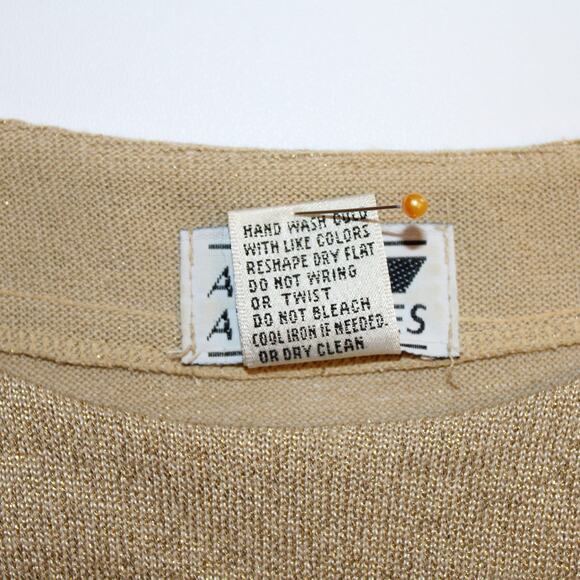 HAND WASH COLD
WITH LIKE COLORS
RESHAPE DRY FLAT
DO NOT WRING
OR TWIST
DO NOT BLEACH
COOL IRON IF NEEDED.
OR DRY CLEAN